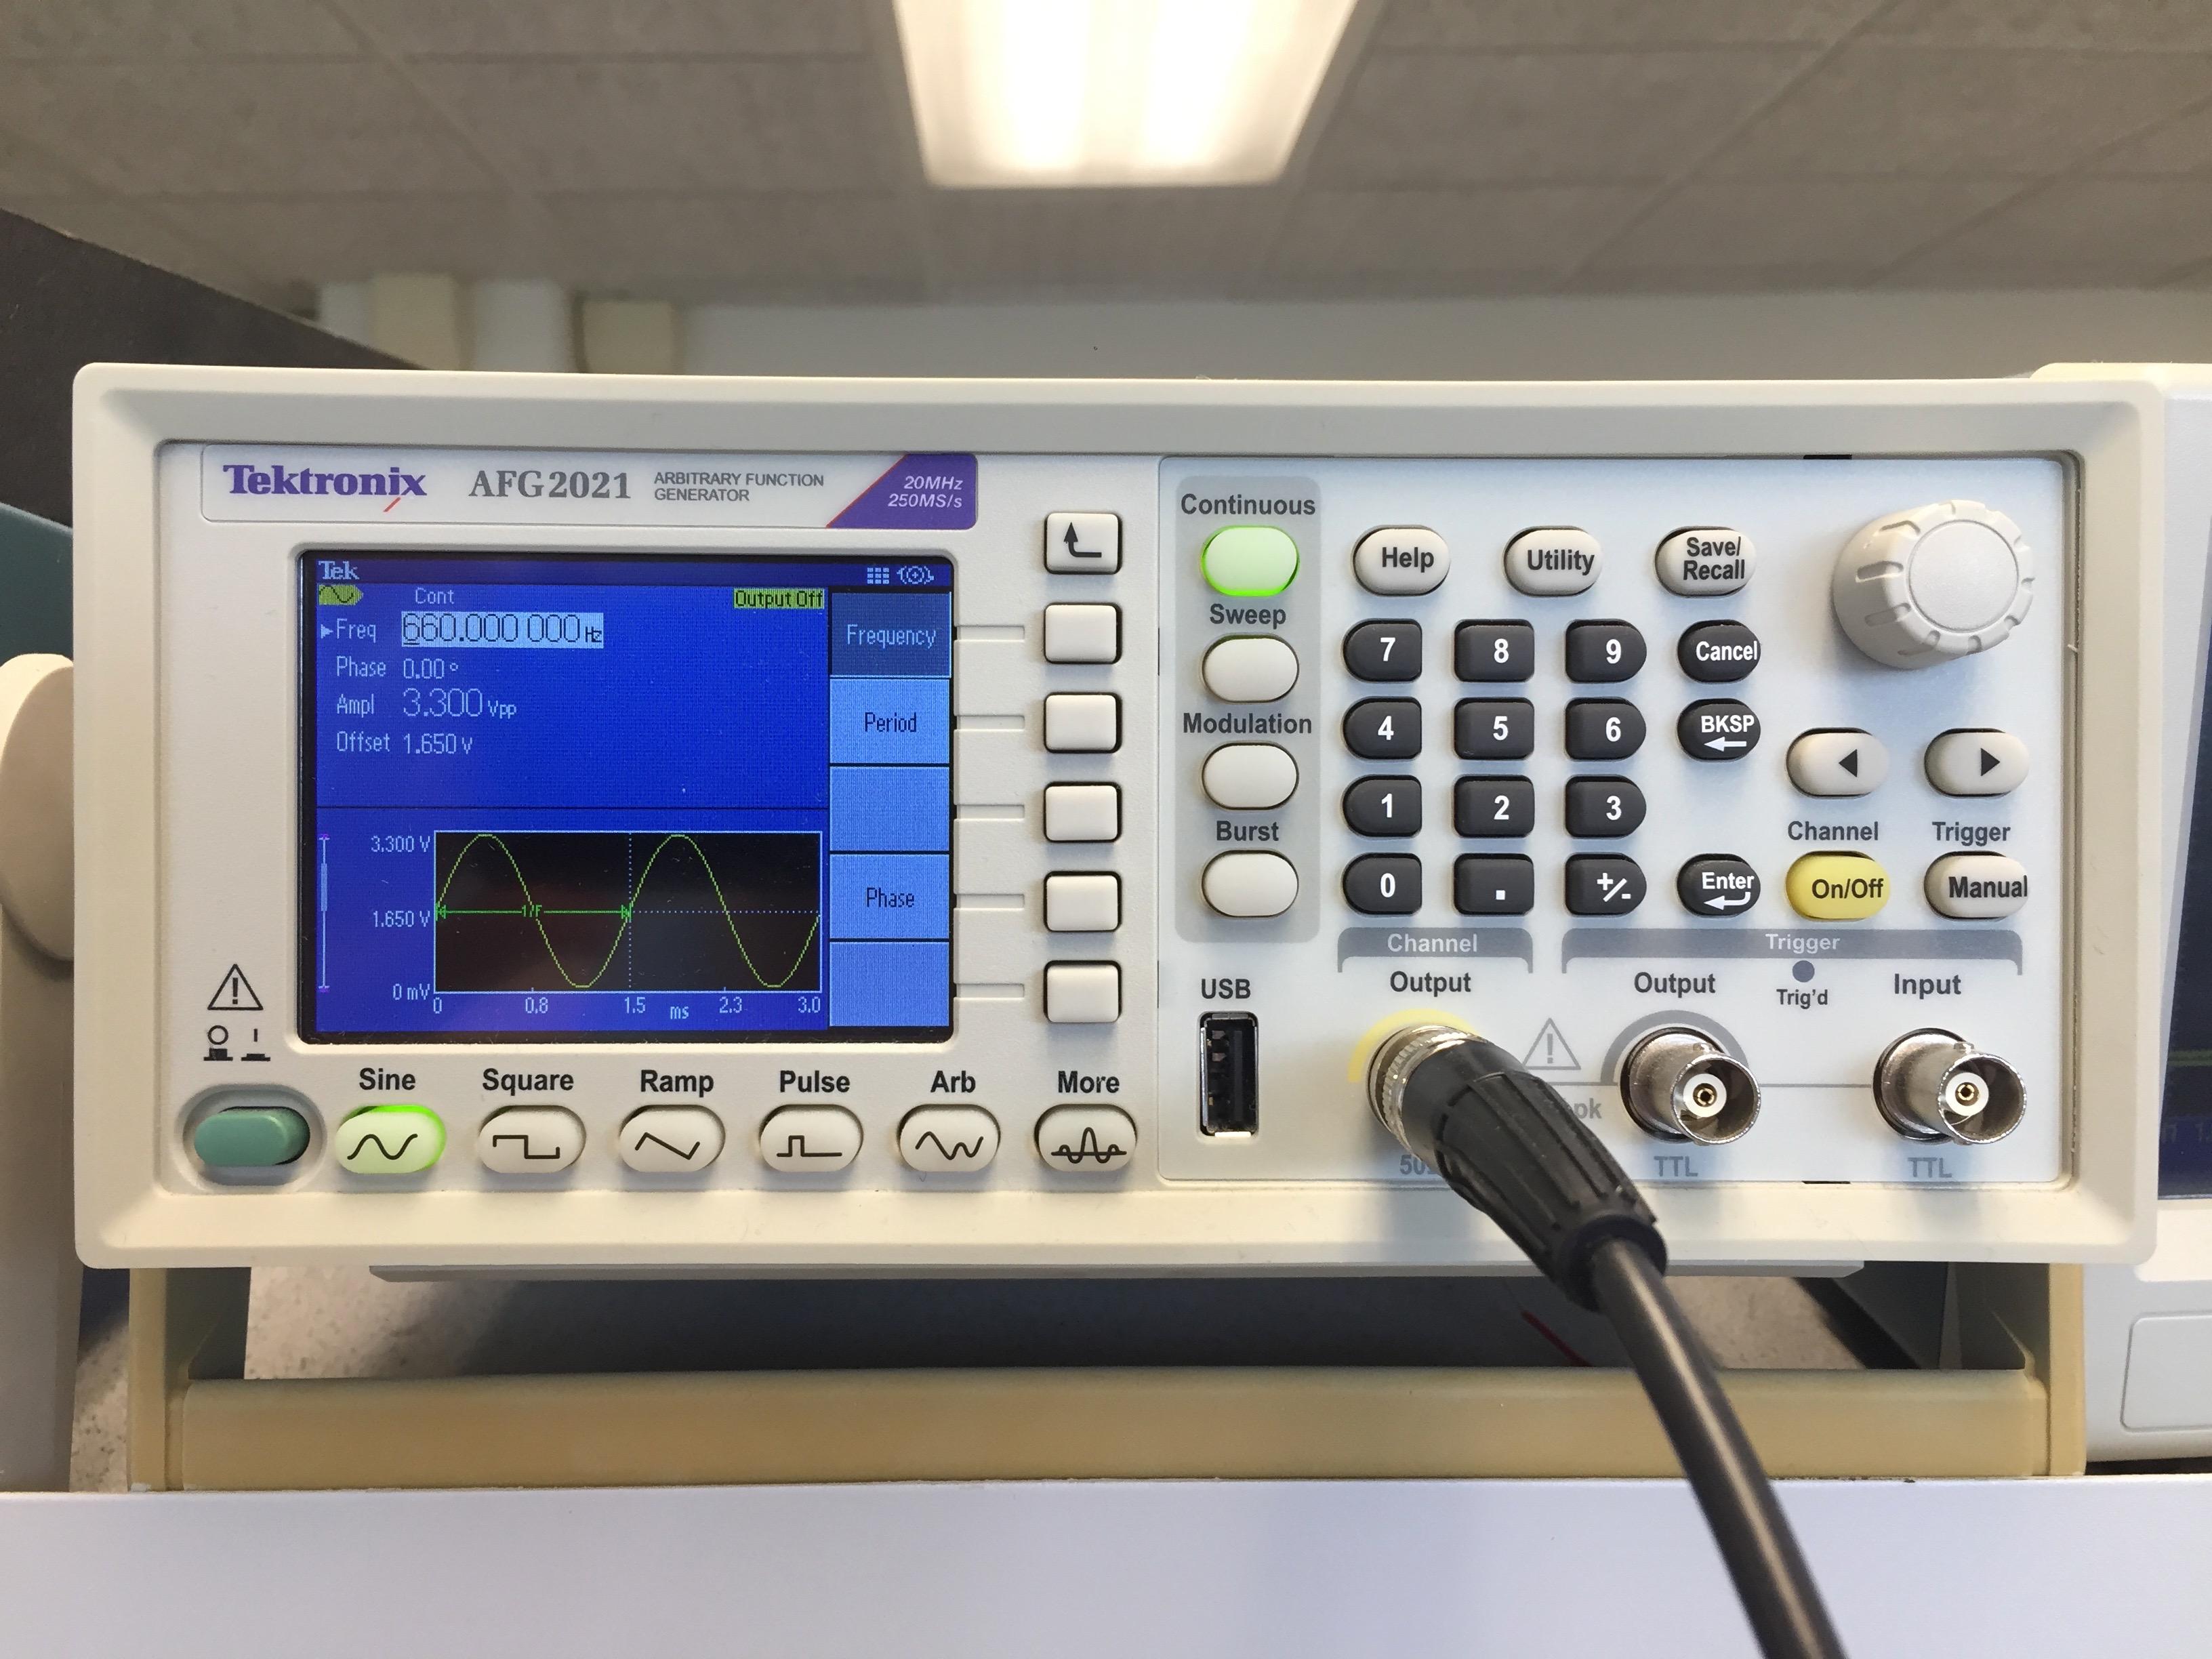 Tektronix AFG2021 ARBITRARY FUNCTION GENERATOR
20MHz
250MS/s
Tek
Cont
Output Off
Freq 660.000 000 Hz
Phase 0.00 °
Ampl 3.300 Vpp
Offset 1.650 V
Frequency
Period
Phase
3.300 V
1.650 V
0 mV
1/F
0 0.8 1.5 2.3 3.0
ms
Sine Square Ramp Pulse Arb More
Continuous
Sweep
Modulation
Burst
Help Utility Save/ Recall
7 8 9 Cancel
4 5 6 BKSP
1 2 3
0 . +/- Enter
Channel Trigger
On/Off Manual
Channel
Trigger
USB
Output
Output
Trig'd
Input
TTL
TTL